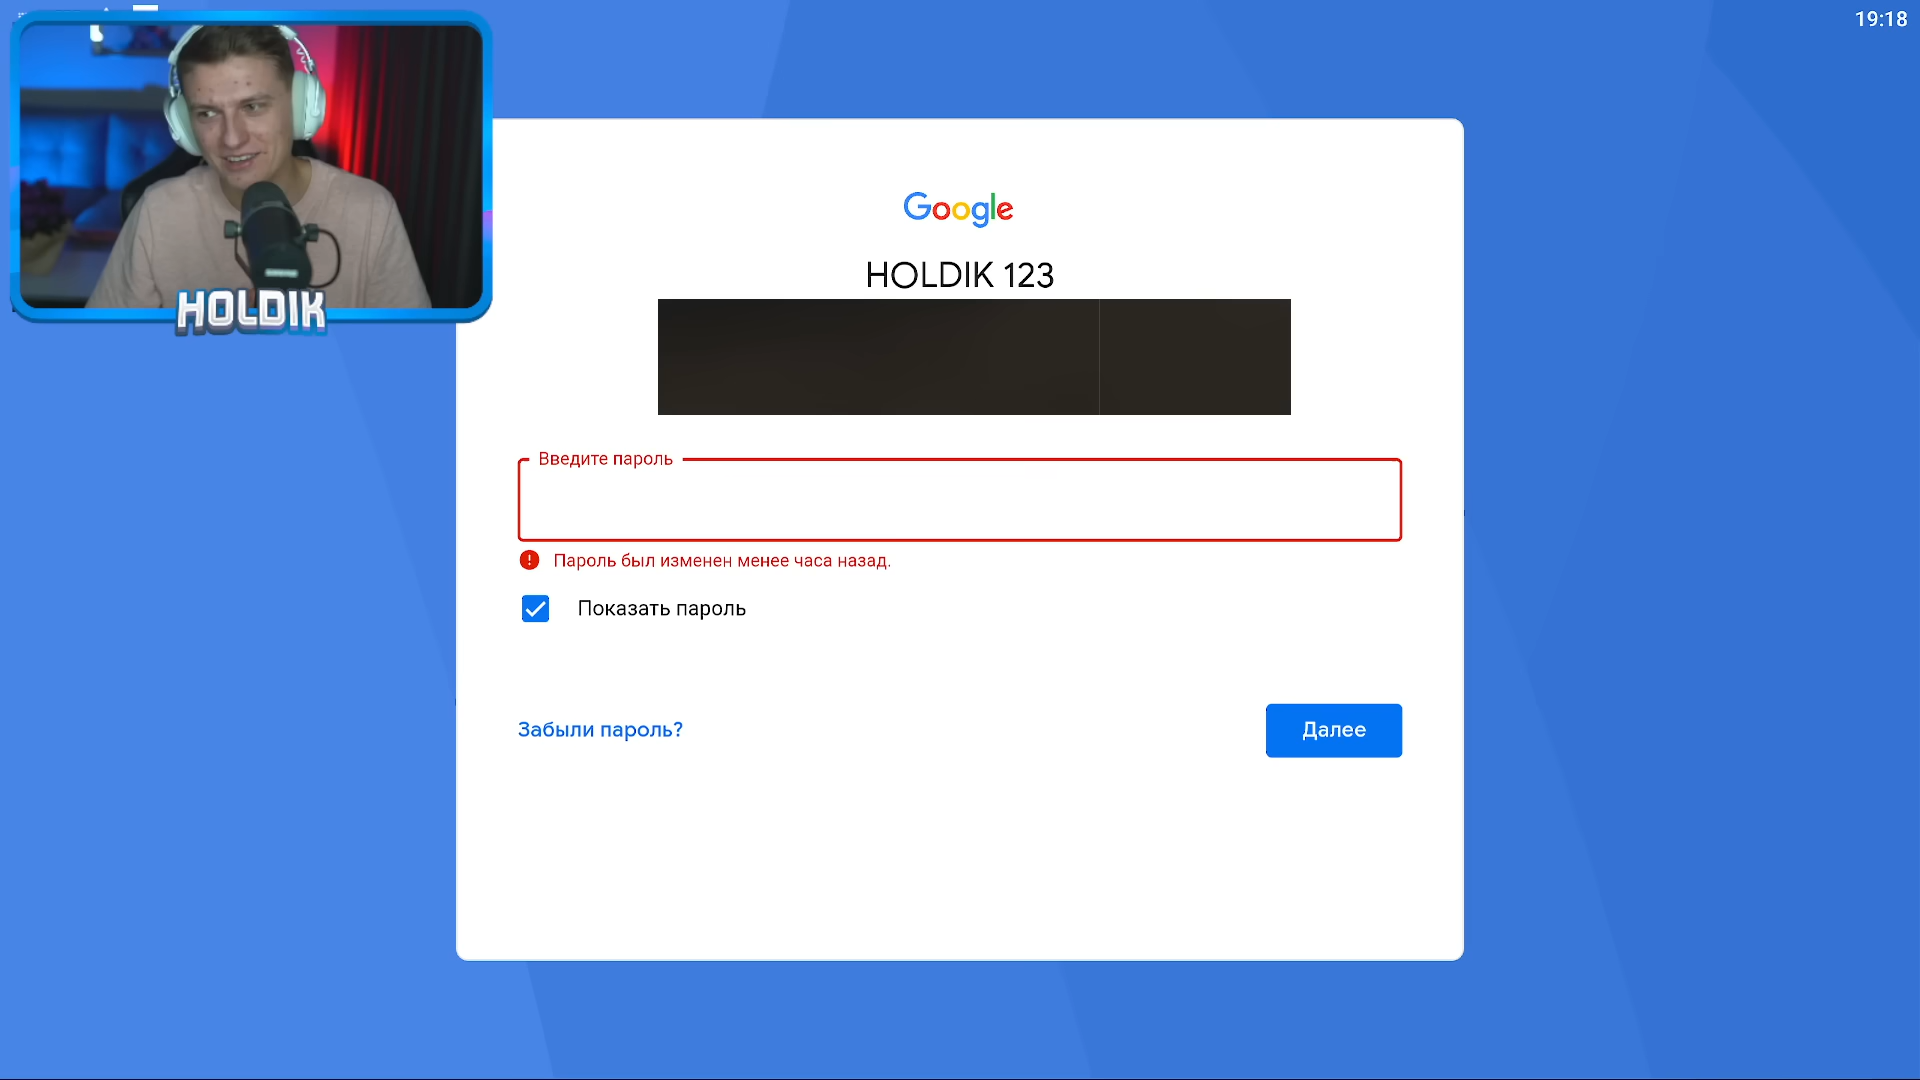 19:18
HOLDIK
Google
HOLDIK 123
Введите пароль
Пароль был изменен менее часа назад.
Показать пароль
Забыли пароль?
Далее